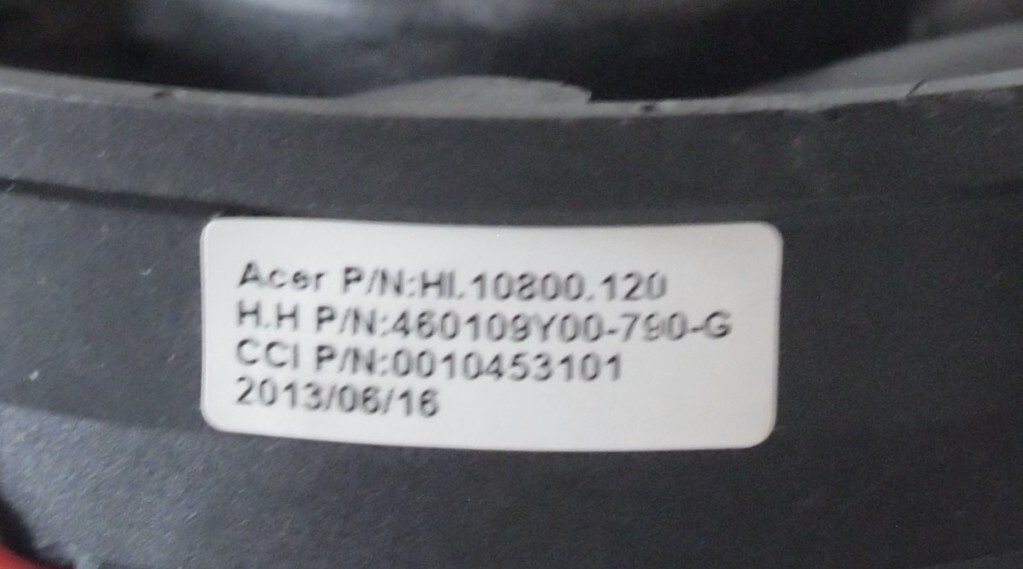 Acer P/N:HI.10800.120
H.H P/N:460109Y00-790-G
CCI P/N:0010453101
2013/06/16